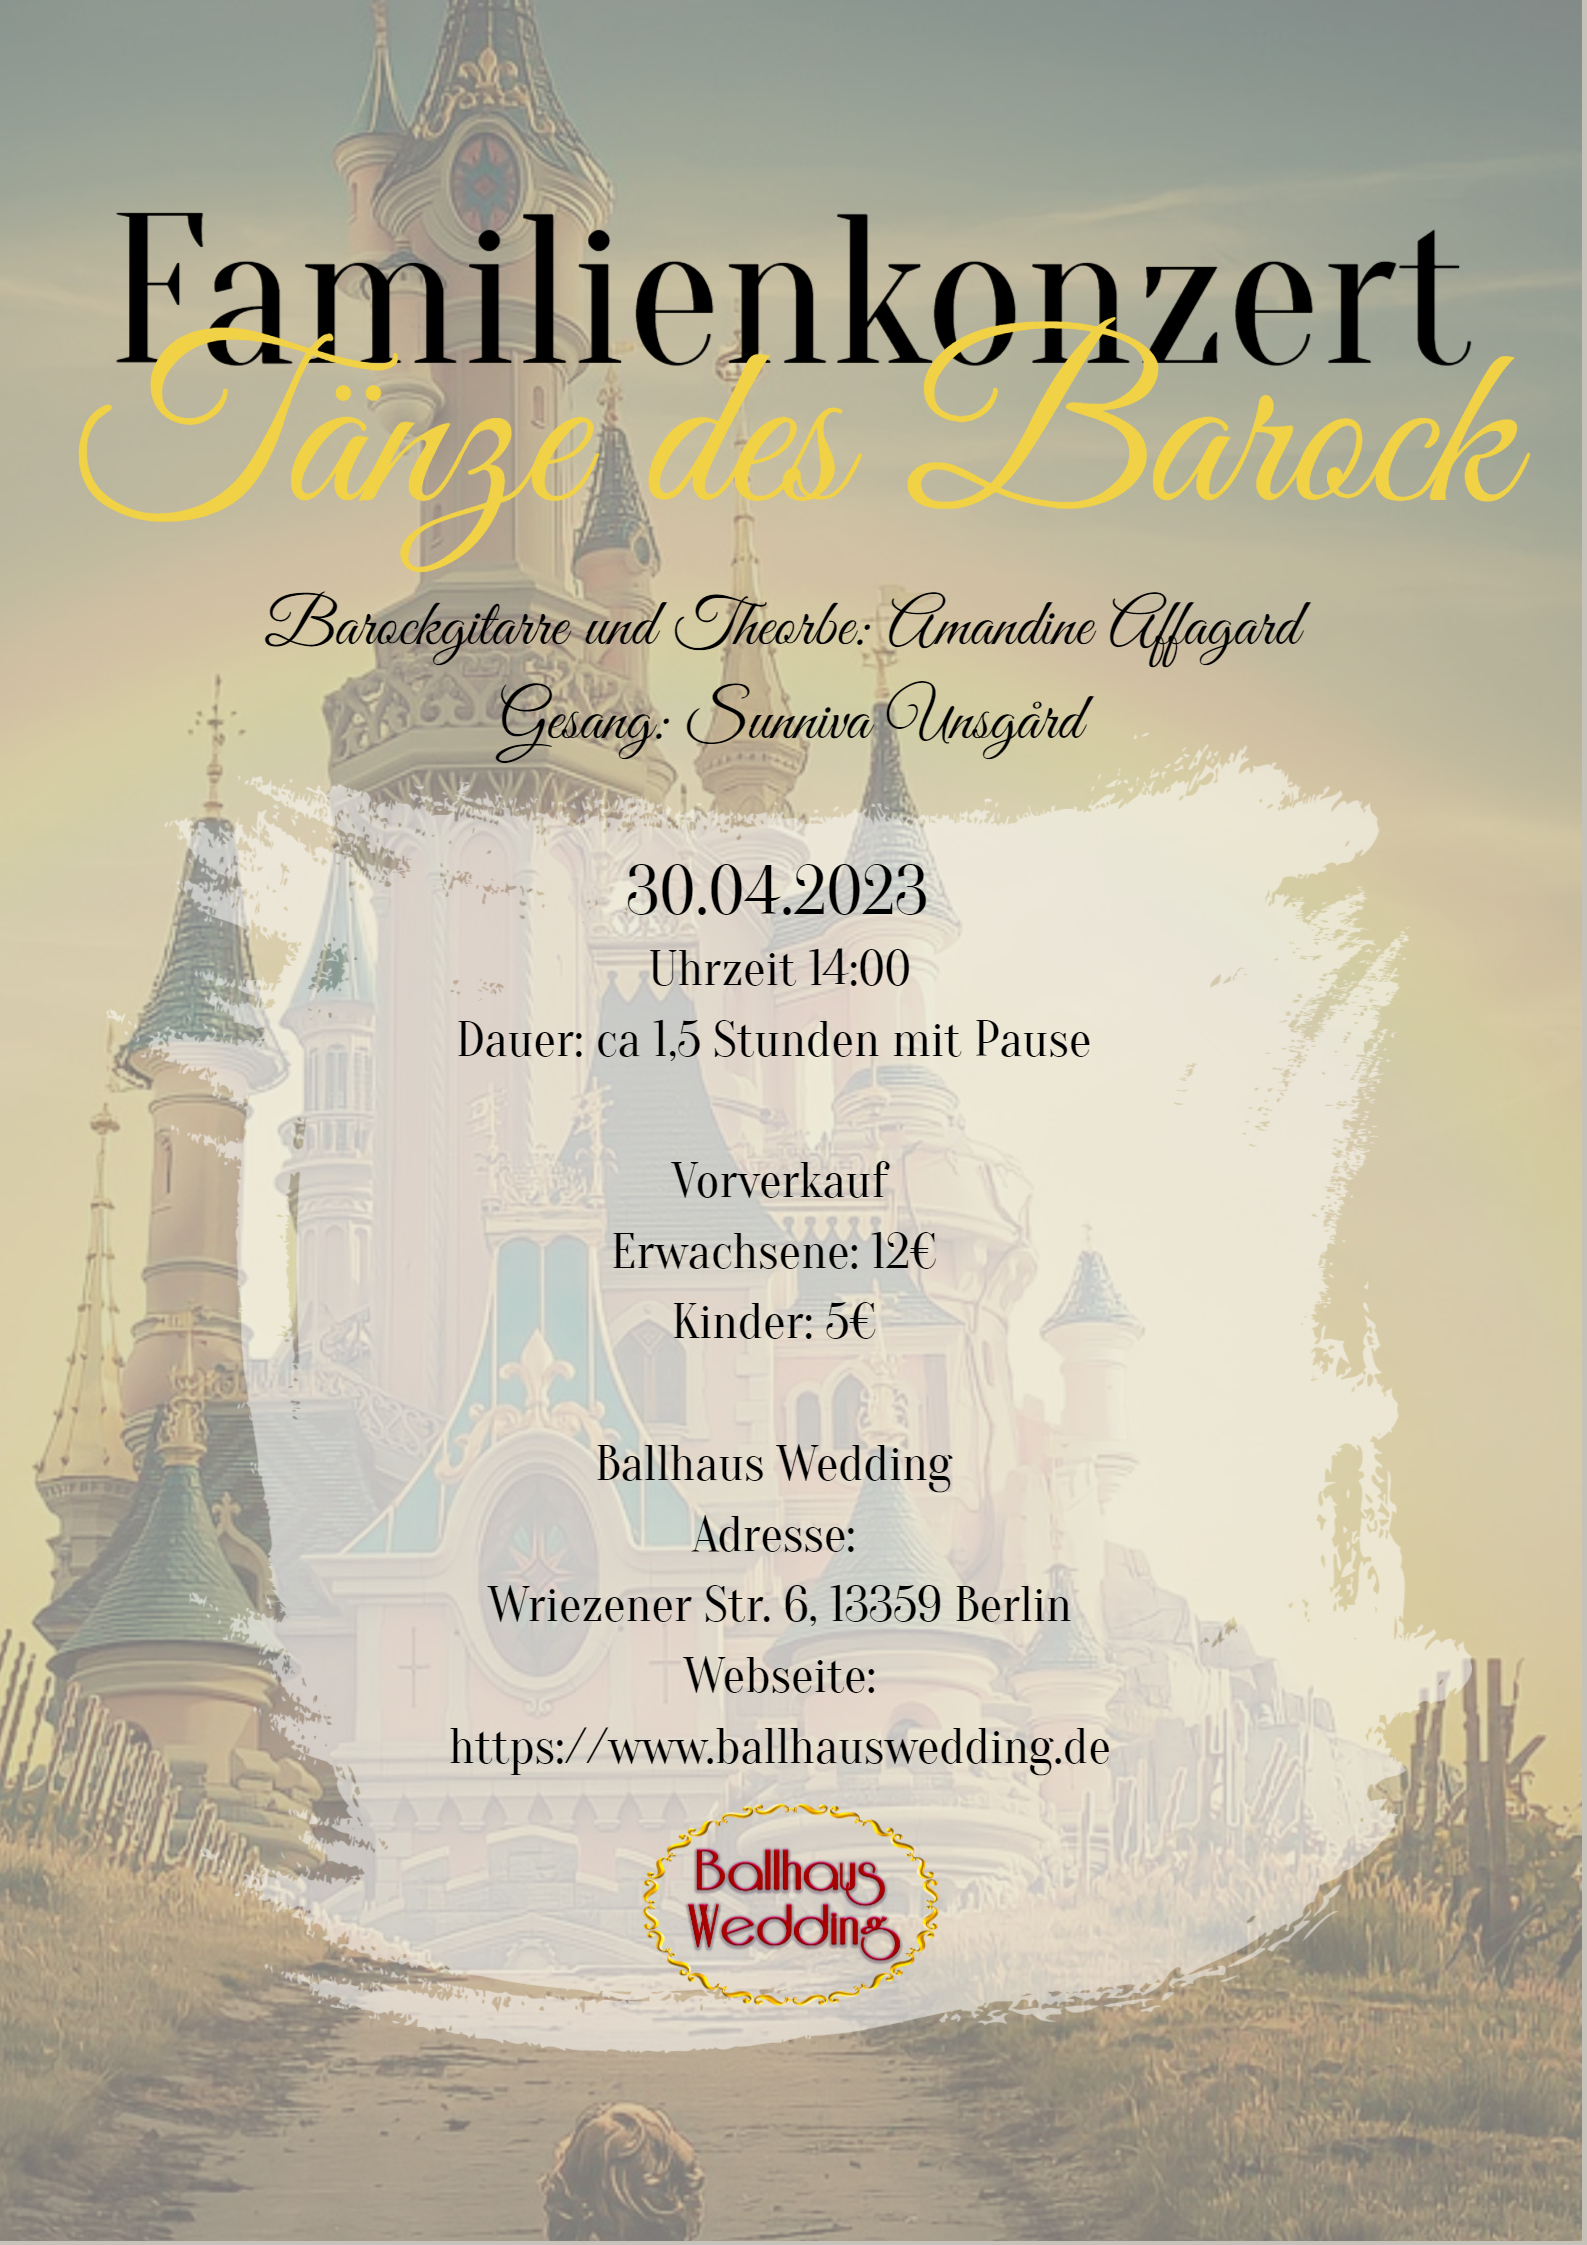 Familienkonzert
Tänze des Barock
Barockgitarre und Theorbe: Amandine Affagard
Gesang: Sunniva Unsgård
30.04.2023
Uhrzeit 14:00
Dauer: ca 1,5 Stunden mit Pause
Vorverkauf
Erwachsene: 12€
Kinder: 5€
Ballhaus Wedding
Adresse:
Wriezener Str. 6, 13359 Berlin
Webseite:
https://www.ballhauswedding.de
Ballhaus
Wedding